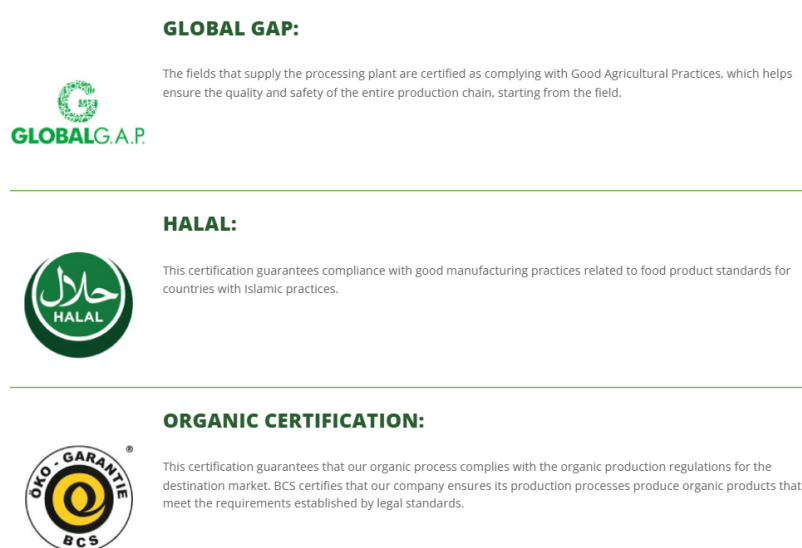 GLOBAL GAP:
The fields that supply the processing plant are certified as complying with Good Agricultural Practices, which helps
ensure the quality and safety of the entire production chain, starting from the field.
GLOBALG.A.P.
HALAL:
This certification guarantees compliance with good manufacturing practices related to food product standards for
countries with Islamic practices.
حلال
HALAL
ORGANIC CERTIFICATION:
This certification guarantees that our organic process complies with the organic production regulations for the
destination market. BCS certifies that our company ensures its production processes produce organic products that
meet the requirements established by legal standards.
ÖKO - GARANTIE ®
BCS